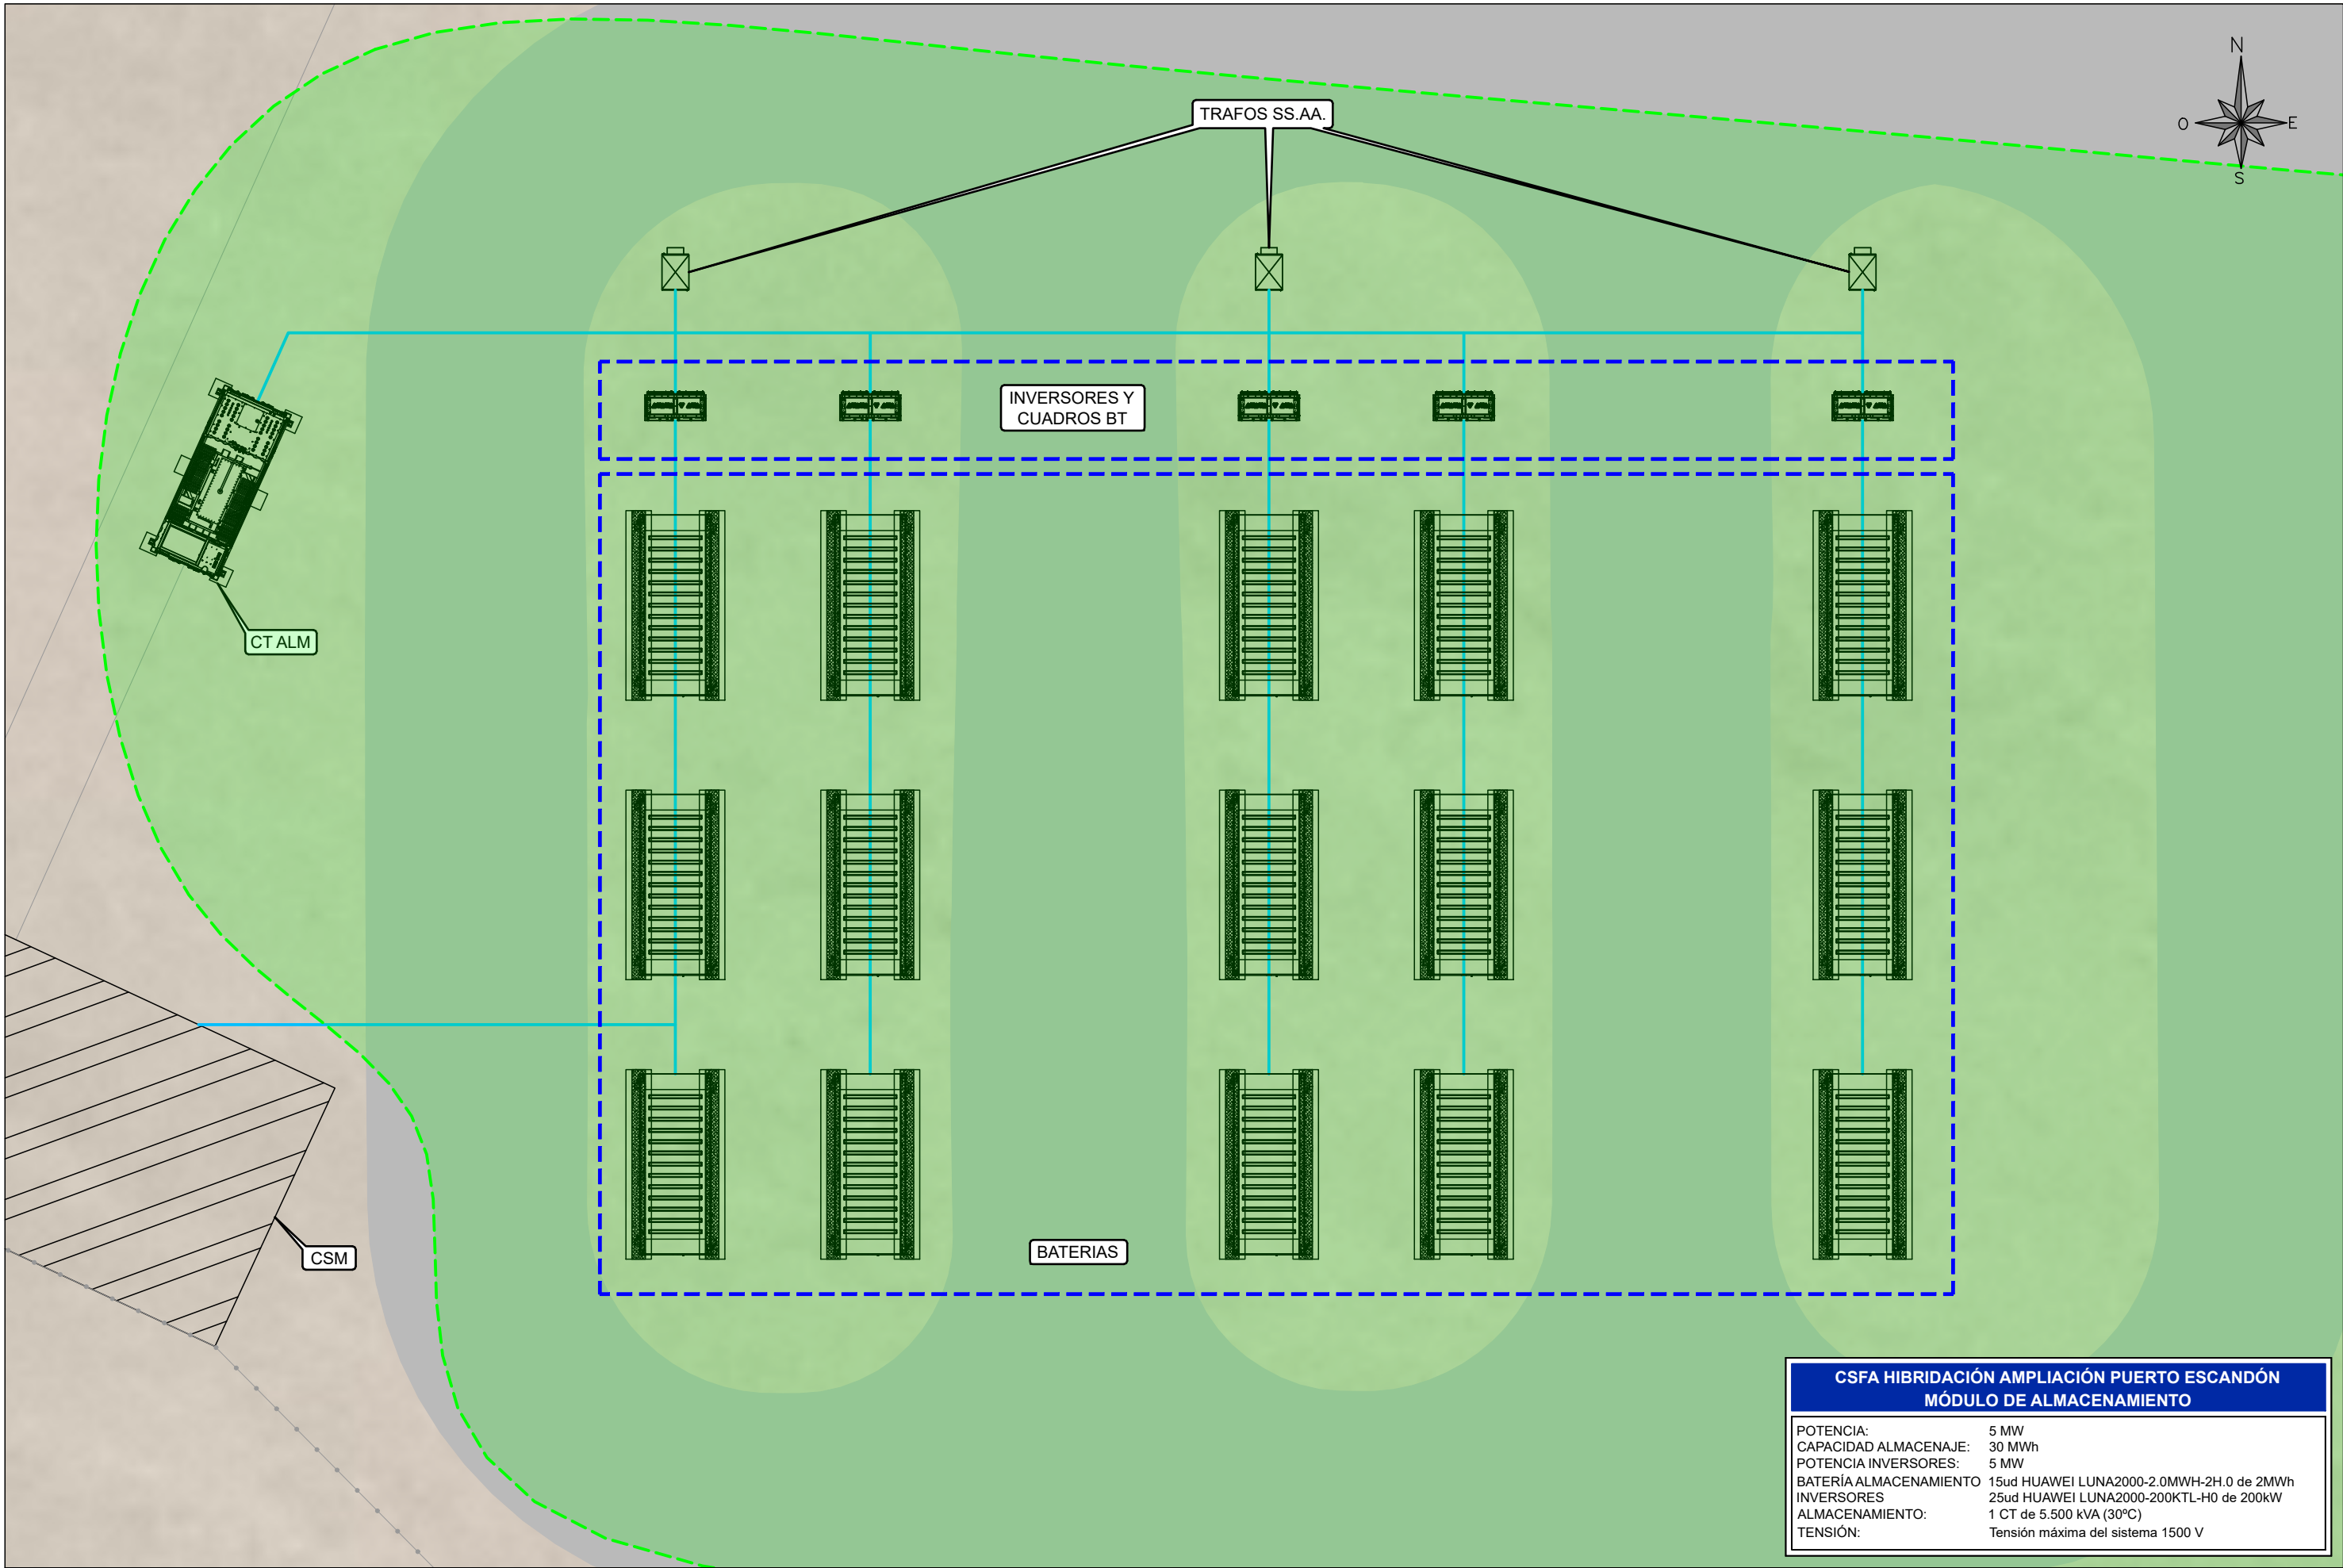 N
O
E
S
TRAFOS SS.AA.
INVERSORES Y
CUADROS BT
CT ALM
CSM
BATERIAS
CSFA HIBRIDACIÓN AMPLIACIÓN PUERTO ESCANDÓN
MÓDULO DE ALMACENAMIENTO
POTENCIA: 5 MW
CAPACIDAD ALMACENAJE: 30 MWh
POTENCIA INVERSORES: 5 MW
BATERÍA ALMACENAMIENTO 15ud HUAWEI LUNA2000-2.0MWH-2H.0 de 2MWh
INVERSORES 25ud HUAWEI LUNA2000-200KTL-H0 de 200kW
ALMACENAMIENTO: 1 CT de 5.500 kVA (30ºC)
TENSIÓN: Tensión máxima del sistema 1500 V